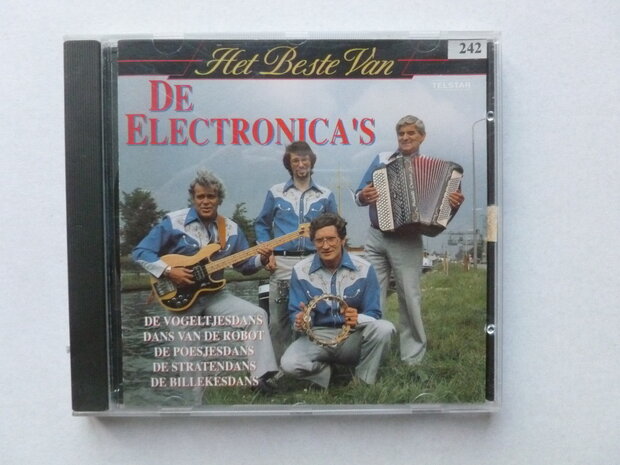 242
Het Beste Van
TELSTAR
DE
ELECTRONICA'S
DE VOGELTJESDANS
DANS VAN DE ROBOT
DE POESJESDANS
DE STRATENDANS
DE BILLEKESDANS